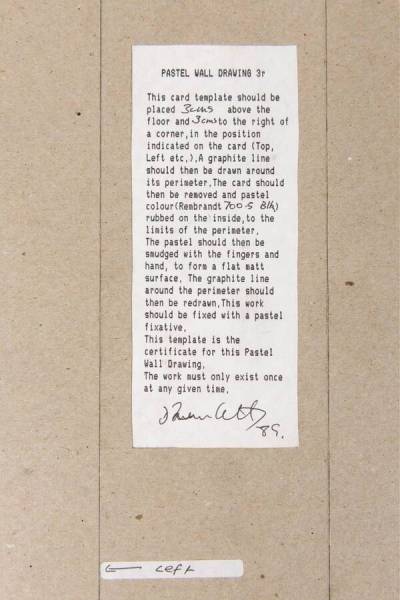 PASTEL WALL DRAWING 3r
This card template should be
placed 3cms above the
floor and 3cms to the right of
a corner,in the position
indicated on the card (Top,
Left etc,),A graphite line
should then be drawn around
its perimeter,The card should
then be removed and pastel
colour(Rembrandt 700·5 Blk)
rubbed on the inside,to the
limits of the perimeter,
The pastel should then be
smudged with the fingers and
hand, to form a flat matt
surface, The graphite line
around the perimeter should
then be redrawn,This work
should be fixed with a pastel
fixative,
This template is the
certificate for this Pastel
Wall Drawing,
The work must only exist once
at any given time,
89.
← Left